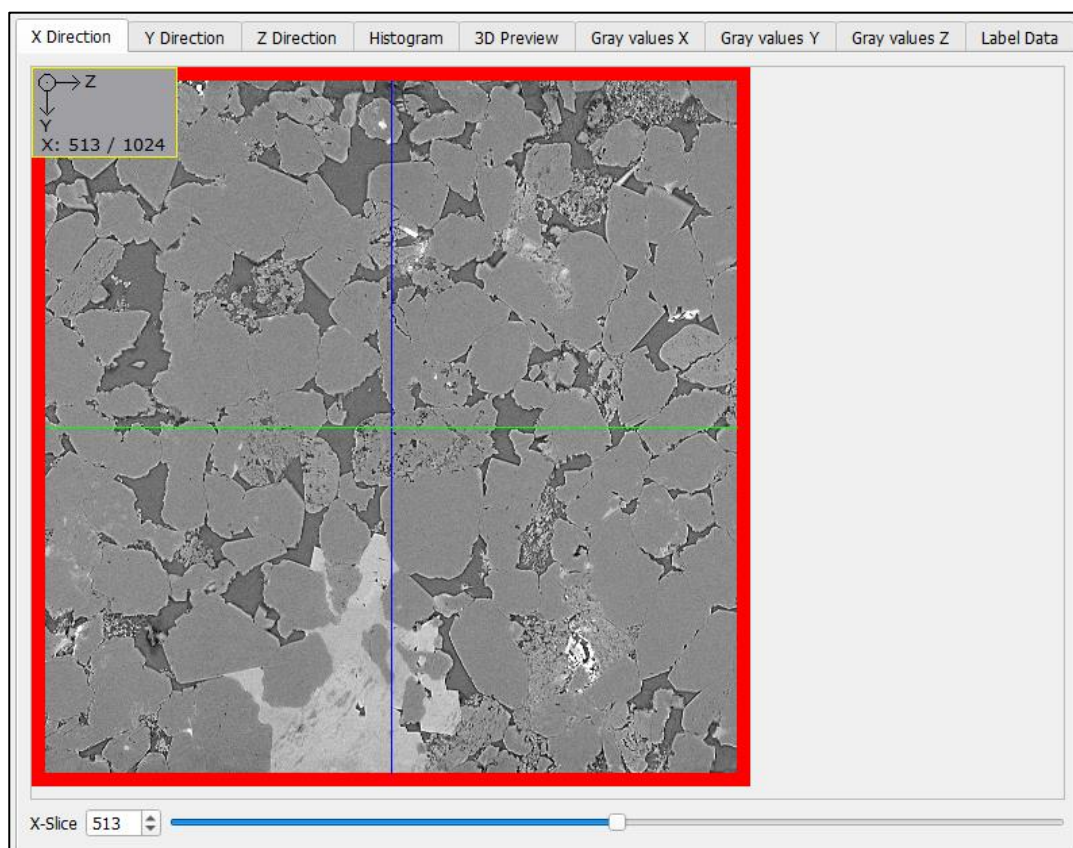 X Direction Y Direction Z Direction Histogram 3D Preview Gray values X Gray values Y Gray values Z Label Data
Z
Y
X: 513 / 1024
X-Slice 513